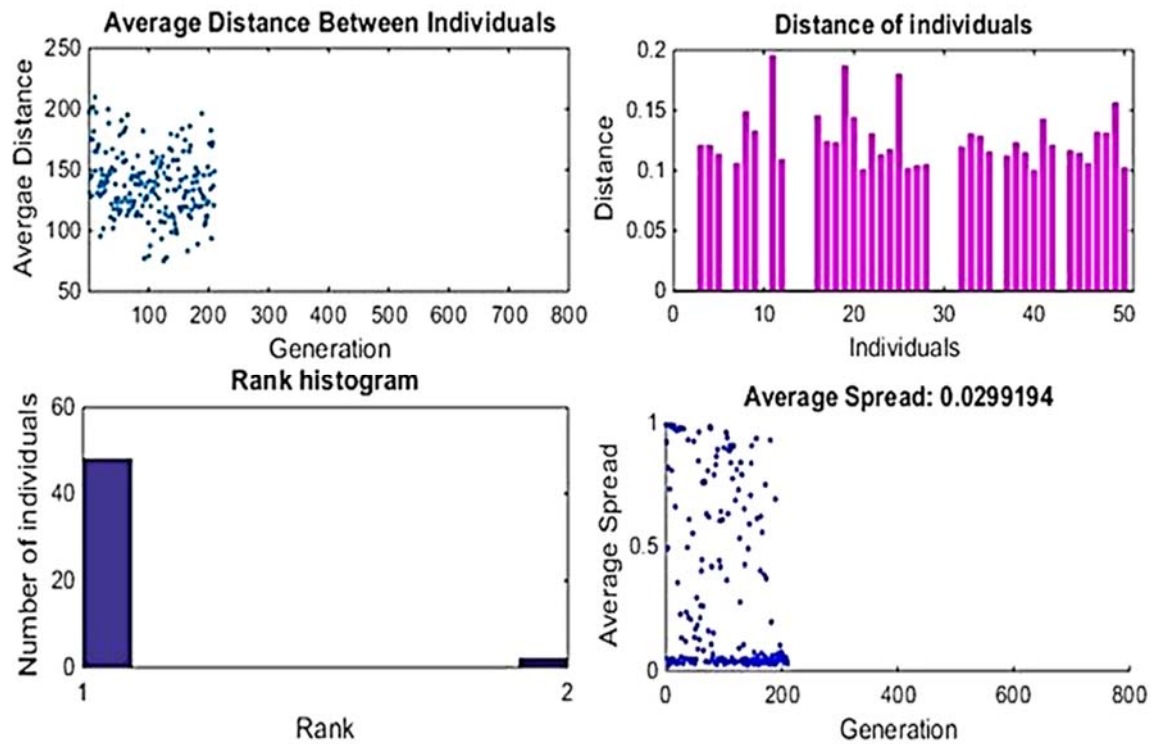 Average Distance Between Individuals
250
200
150
100
50
Avergae Distance
100 200 300 400 500 600 700 800
Generation
Distance of individuals
0.2
0.15
0.1
0.05
0
Distance
0 10 20 30 40 50
Individuals
Rank histogram
60
40
20
0
Number of individuals
1 2
Rank
Average Spread: 0.0299194
1
0.5
0
Average Spread
0 200 400 600 800
Generation